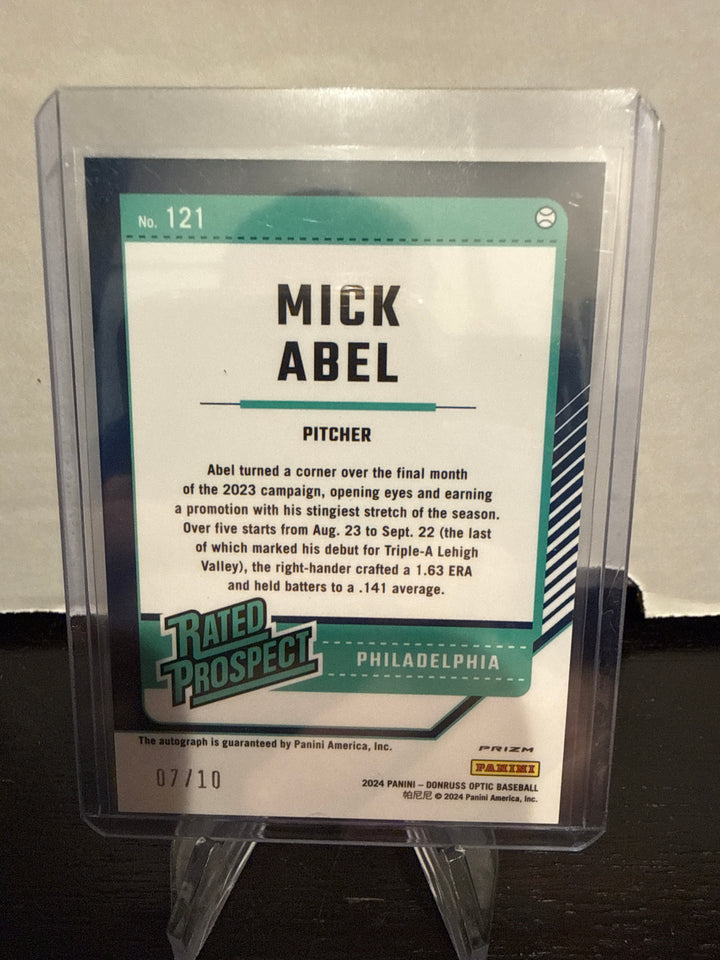 No. 121
MICK
ABEL
PITCHER
Abel turned a corner over the final month
of the 2023 campaign, opening eyes and earning
a promotion with his stingiest stretch of the season.
Over five starts from Aug. 23 to Sept. 22 (the last
of which marked his debut for Triple-A Lehigh
Valley), the right-hander crafted a 1.63 ERA
and held batters to a .141 average.
RATED
PROSPECT
PHILADELPHIA
The autograph is guaranteed by Panini America, Inc.
PRIZM
PANINI
07/10
2024 PANINI – DONRUSS OPTIC BASEBALL
帕尼尼 © 2024 Panini America, Inc.